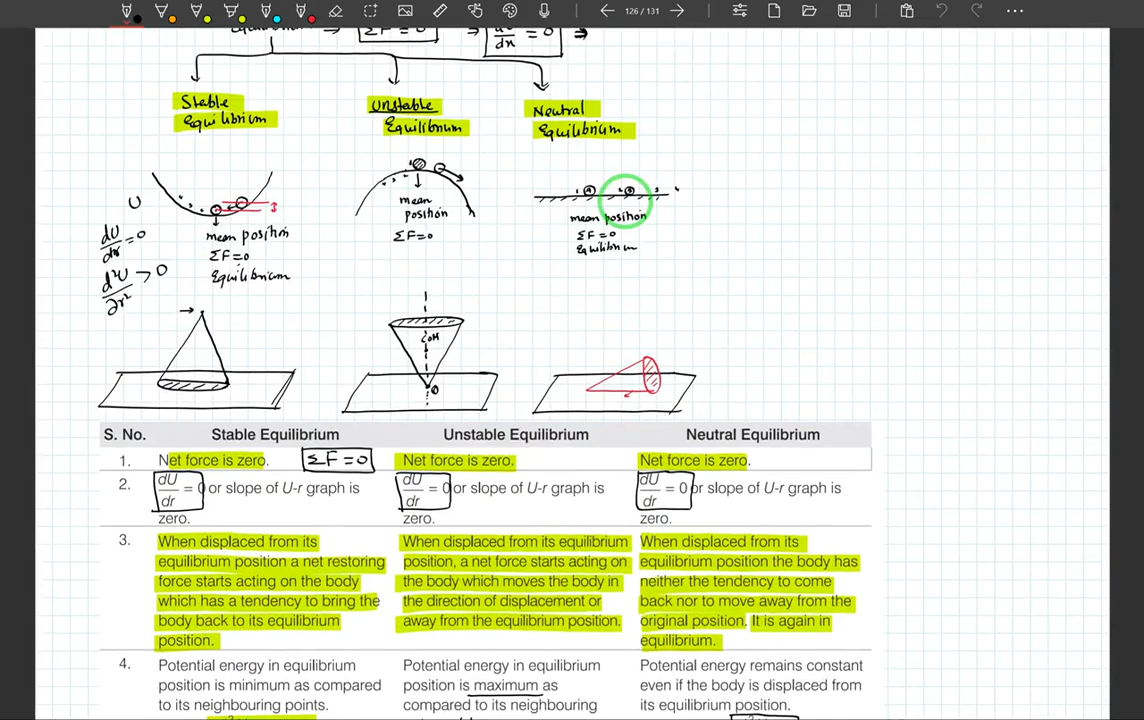 126 / 131
ΣF = 0 ⇒ dU/dx = 0 ⇒
Stable
Equilibrium
Unstable
Equilibrium
Neutral
Equilibrium
U
dU/dr = 0
d²U/∂r² > 0
mean position
ΣF=0
Equilibrium
mean
position
ΣF=0
mean position
ΣF=0
Equilibrium
COM
S. No. Stable Equilibrium Unstable Equilibrium Neutral Equilibrium
1. Net force is zero. ΣF = 0 Net force is zero. Net force is zero.
2. dU/dr = 0 or slope of U-r graph is zero.
dU/dr = 0 or slope of U-r graph is zero.
dU/dr = 0 or slope of U-r graph is zero.
3. When displaced from its
equilibrium position a net restoring
force starts acting on the body
which has a tendency to bring the
body back to its equilibrium
position.
When displaced from its equilibrium
position, a net force starts acting on
the body which moves the body in
the direction of displacement or
away from the equilibrium position.
When displaced from its
equilibrium position the body has
neither the tendency to come
back nor to move away from the
original position. It is again in
equilibrium.
4. Potential energy in equilibrium
position is minimum as compared
to its neighbouring points.
Potential energy in equilibrium
position is maximum as
compared to its neighbouring
Potential energy remains constant
even if the body is displaced from
its equilibrium position.